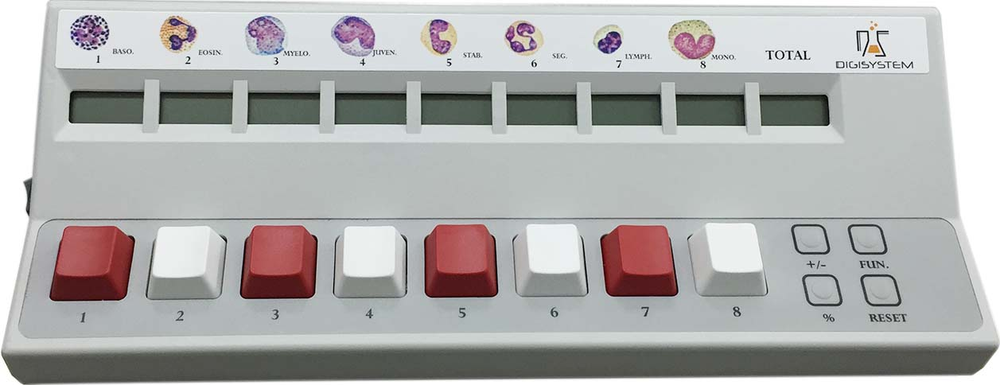 1 BASO.
2 EOSIN.
3 MYELO.
4 JUVEN.
5 STAB.
6 SEG.
7 LYMPH.
8 MONO.
TOTAL
DS
DIGISYSTEM
1 2 3 4 5 6 7 8
+/- FUN.
% RESET